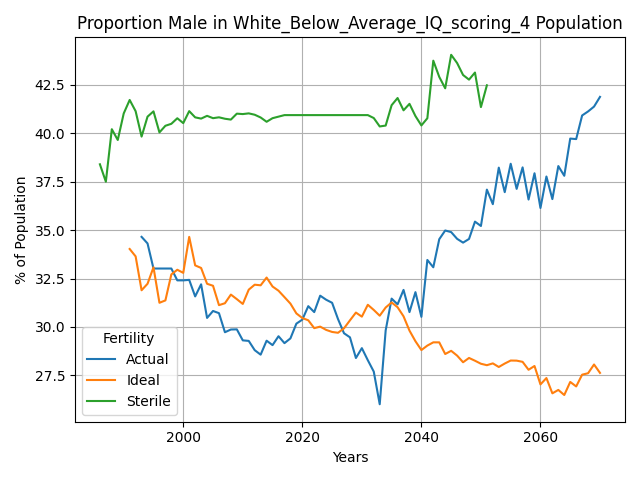 Proportion Male in White_Below_Average_IQ_scoring_4 Population
% of Population
42.5
40.0
37.5
35.0
32.5
30.0
27.5
Fertility
Actual
Ideal
Sterile
2000
2020
2040
2060
Years